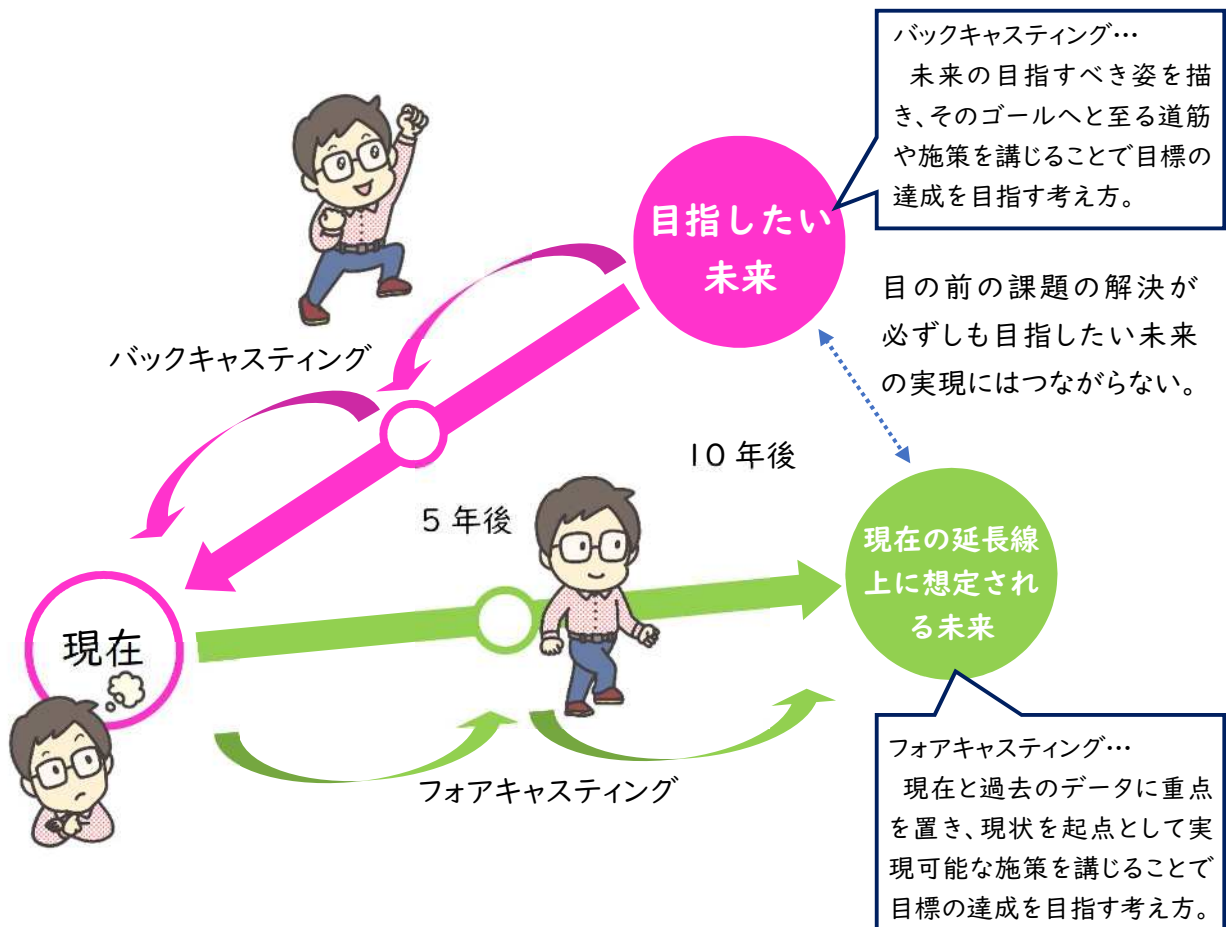 バックキャスティング…
未来の目指すべき姿を描
き、そのゴールへと至る道筋
や施策を講じることで目標の
達成を目指す考え方。
目指したい
未来
目の前の課題の解決が
必ずしも目指したい未来
の実現にはつながらない。
バックキャスティング
10年後
5年後
現在の延長線
上に想定され
る未来
現在
フォアキャスティング
フォアキャスティング…
現在と過去のデータに重点
を置き、現状を起点として実
現可能な施策を講じることで
目標の達成を目指す考え方。